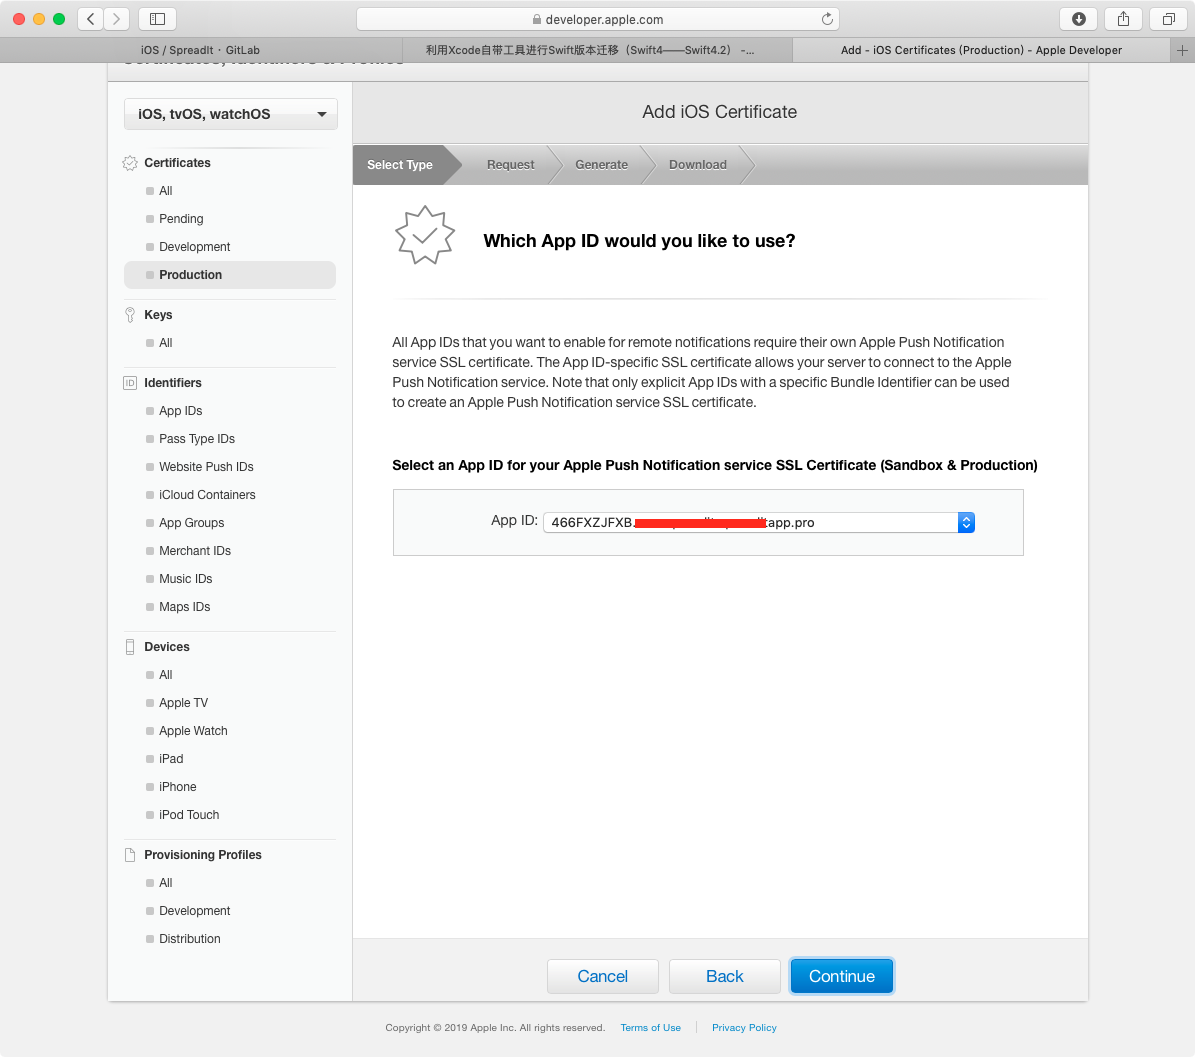 developer.apple.com
iOS / SpreadIt · GitLab
利用Xcode自带工具进行Swift版本迁移（Swift4——Swift4.2） -...
Add - iOS Certificates (Production) - Apple Developer
Certificates, Identifiers & Profiles
iOS, tvOS, watchOS
Certificates
All
Pending
Development
Production
Keys
All
ID Identifiers
App IDs
Pass Type IDs
Website Push IDs
iCloud Containers
App Groups
Merchant IDs
Music IDs
Maps IDs
Devices
All
Apple TV
Apple Watch
iPad
iPhone
iPod Touch
Provisioning Profiles
All
Development
Distribution
Add iOS Certificate
Select Type
Request
Generate
Download
Which App ID would you like to use?
All App IDs that you want to enable for remote notifications require their own Apple Push Notification
service SSL certificate. The App ID-specific SSL certificate allows your server to connect to the Apple
Push Notification service. Note that only explicit App IDs with a specific Bundle Identifier can be used
to create an Apple Push Notification service SSL certificate.
Select an App ID for your Apple Push Notification service SSL Certificate (Sandbox & Production)
App ID: 466FXZJFXB. tapp.pro
Cancel
Back
Continue
Copyright © 2019 Apple Inc. All rights reserved. Terms of Use Privacy Policy